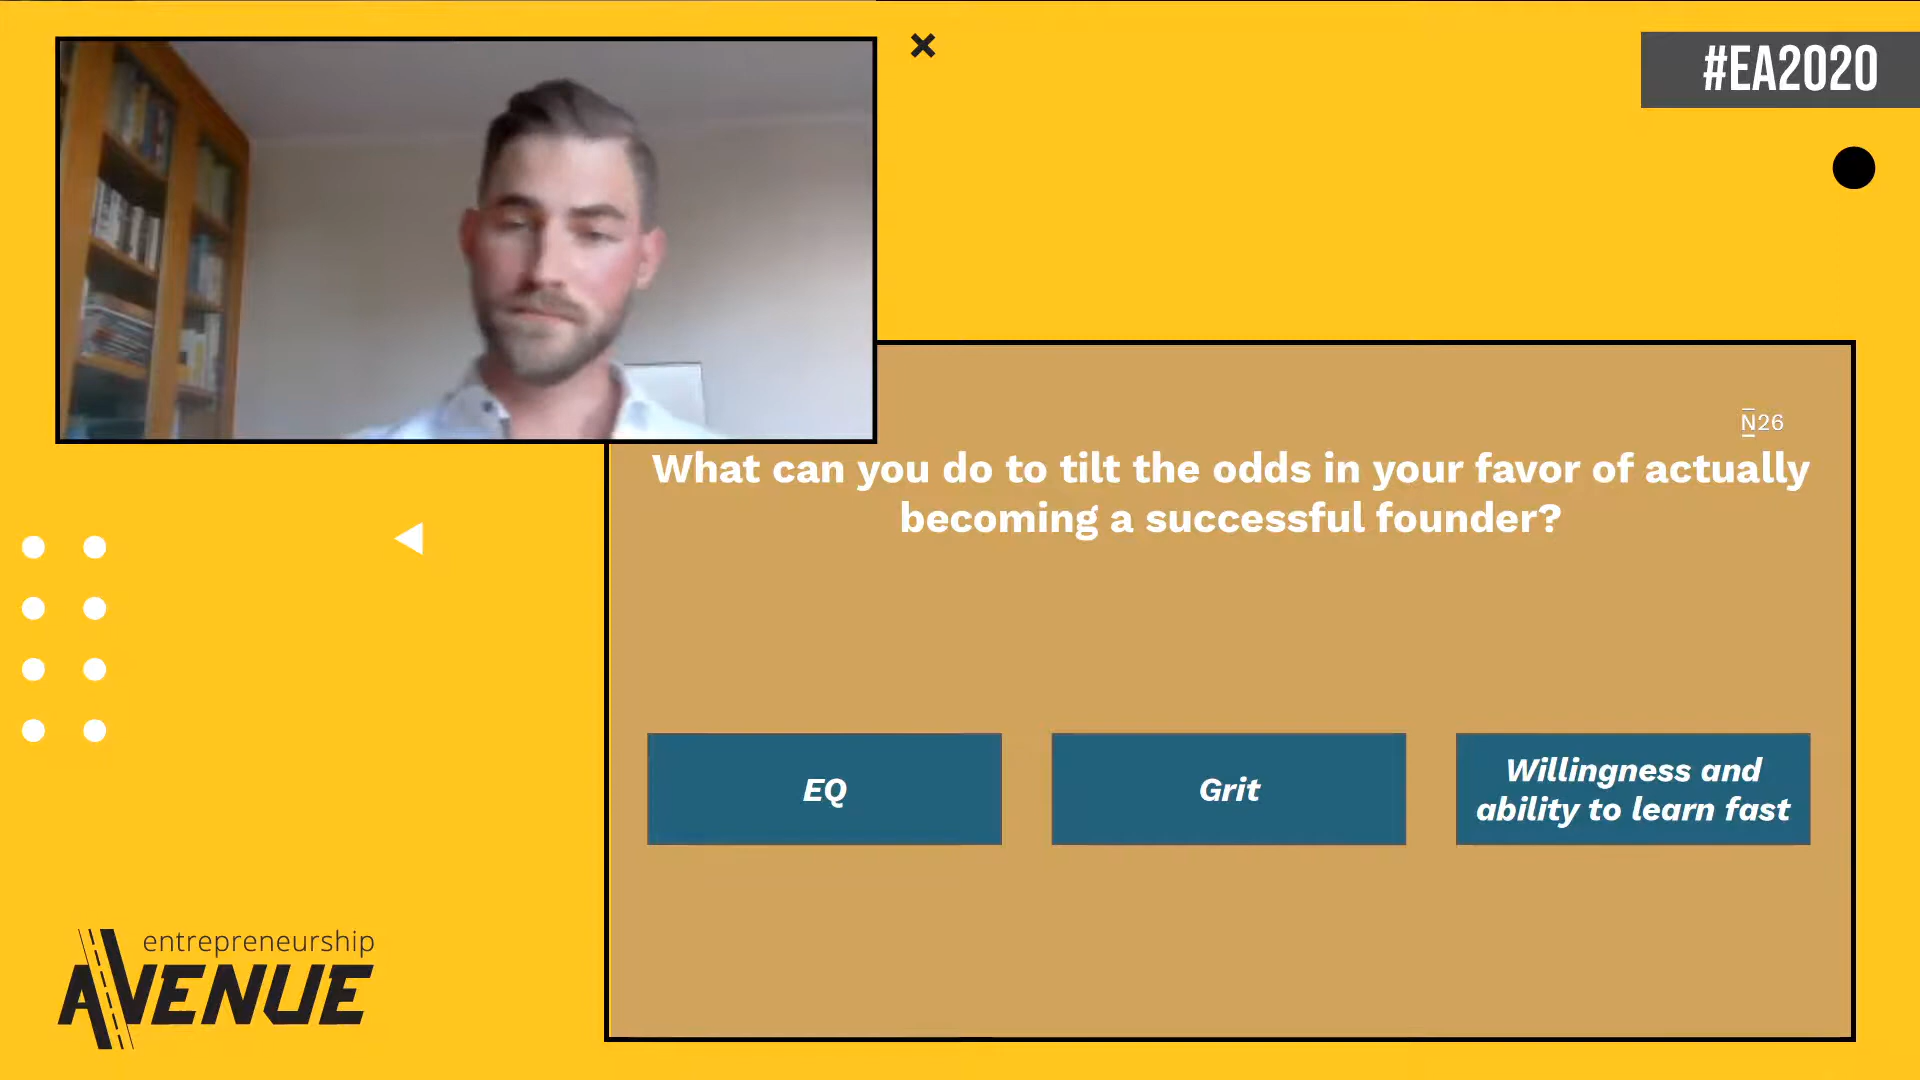 #EA2020
N26
What can you do to tilt the odds in your favor of actually
becoming a successful founder?
EQ
Grit
Willingness and
ability to learn fast
entrepreneurship
AVENUE